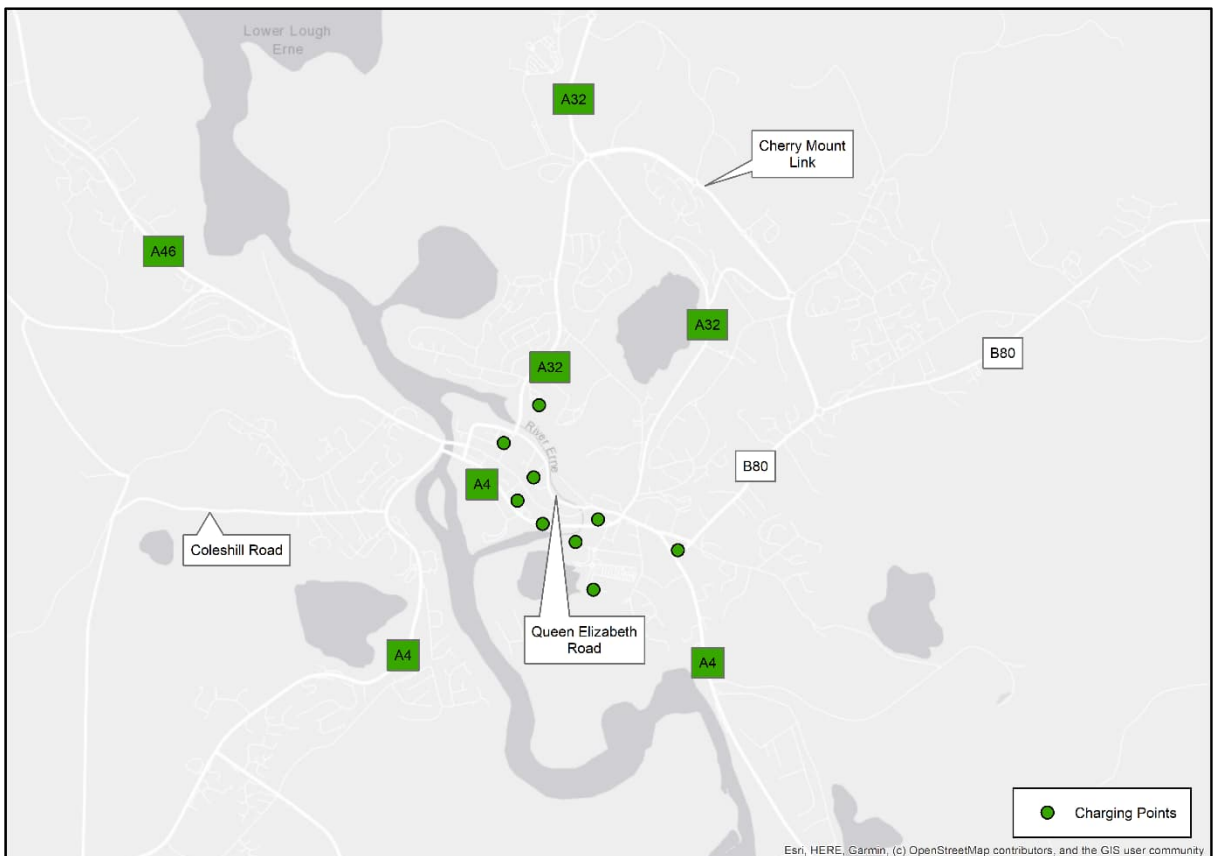 Lower Lough
Erne
A32
Cherry Mount
Link
A46
A32
B80
A32
River Erne
B80
A4
Coleshill Road
Queen Elizabeth
Road
A4
A4
Charging Points
Esri, HERE, Garmin, (c) OpenStreetMap contributors, and the GIS user community